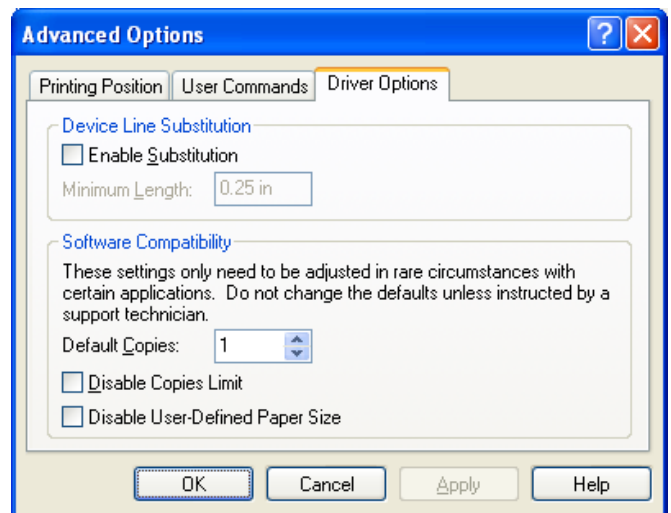 Advanced Options
Printing Position User Commands Driver Options
Device Line Substitution
Enable Substitution
Minimum Length: 0.25 in
Software Compatibility
These settings only need to be adjusted in rare circumstances with
certain applications. Do not change the defaults unless instructed by a
support technician.
Default Copies: 1
Disable Copies Limit
Disable User-Defined Paper Size
OK Cancel Apply Help